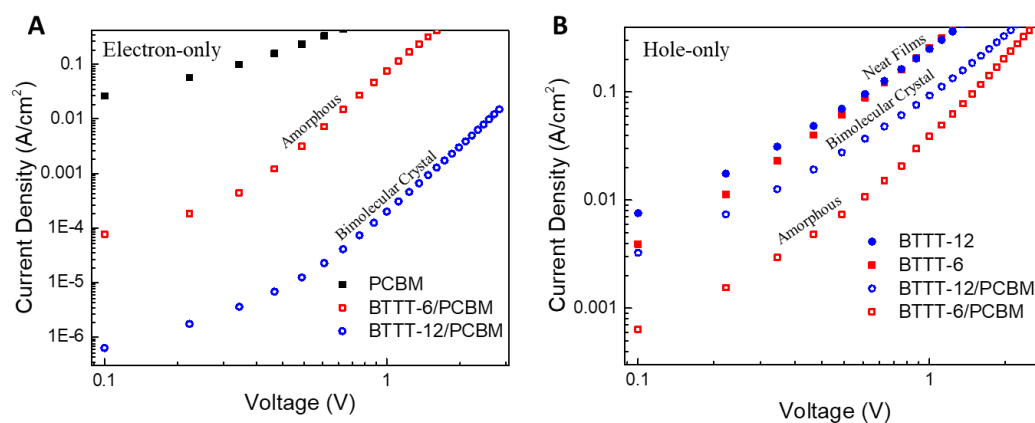 A
Electron-only
Current Density (A/cm²)
0.1
0.01
0.001
1E-4
1E-5
1E-6
Amorphous
Bimolecular Crystal
PCBM
BTTT-6/PCBM
BTTT-12/PCBM
0.1
1
Voltage (V)
B
Hole-only
Current Density (A/cm²)
0.1
0.01
0.001
Neat Films
Bimolecular Crystal
Amorphous
BTTT-12
BTTT-6
BTTT-12/PCBM
BTTT-6/PCBM
0.1
1
Voltage (V)